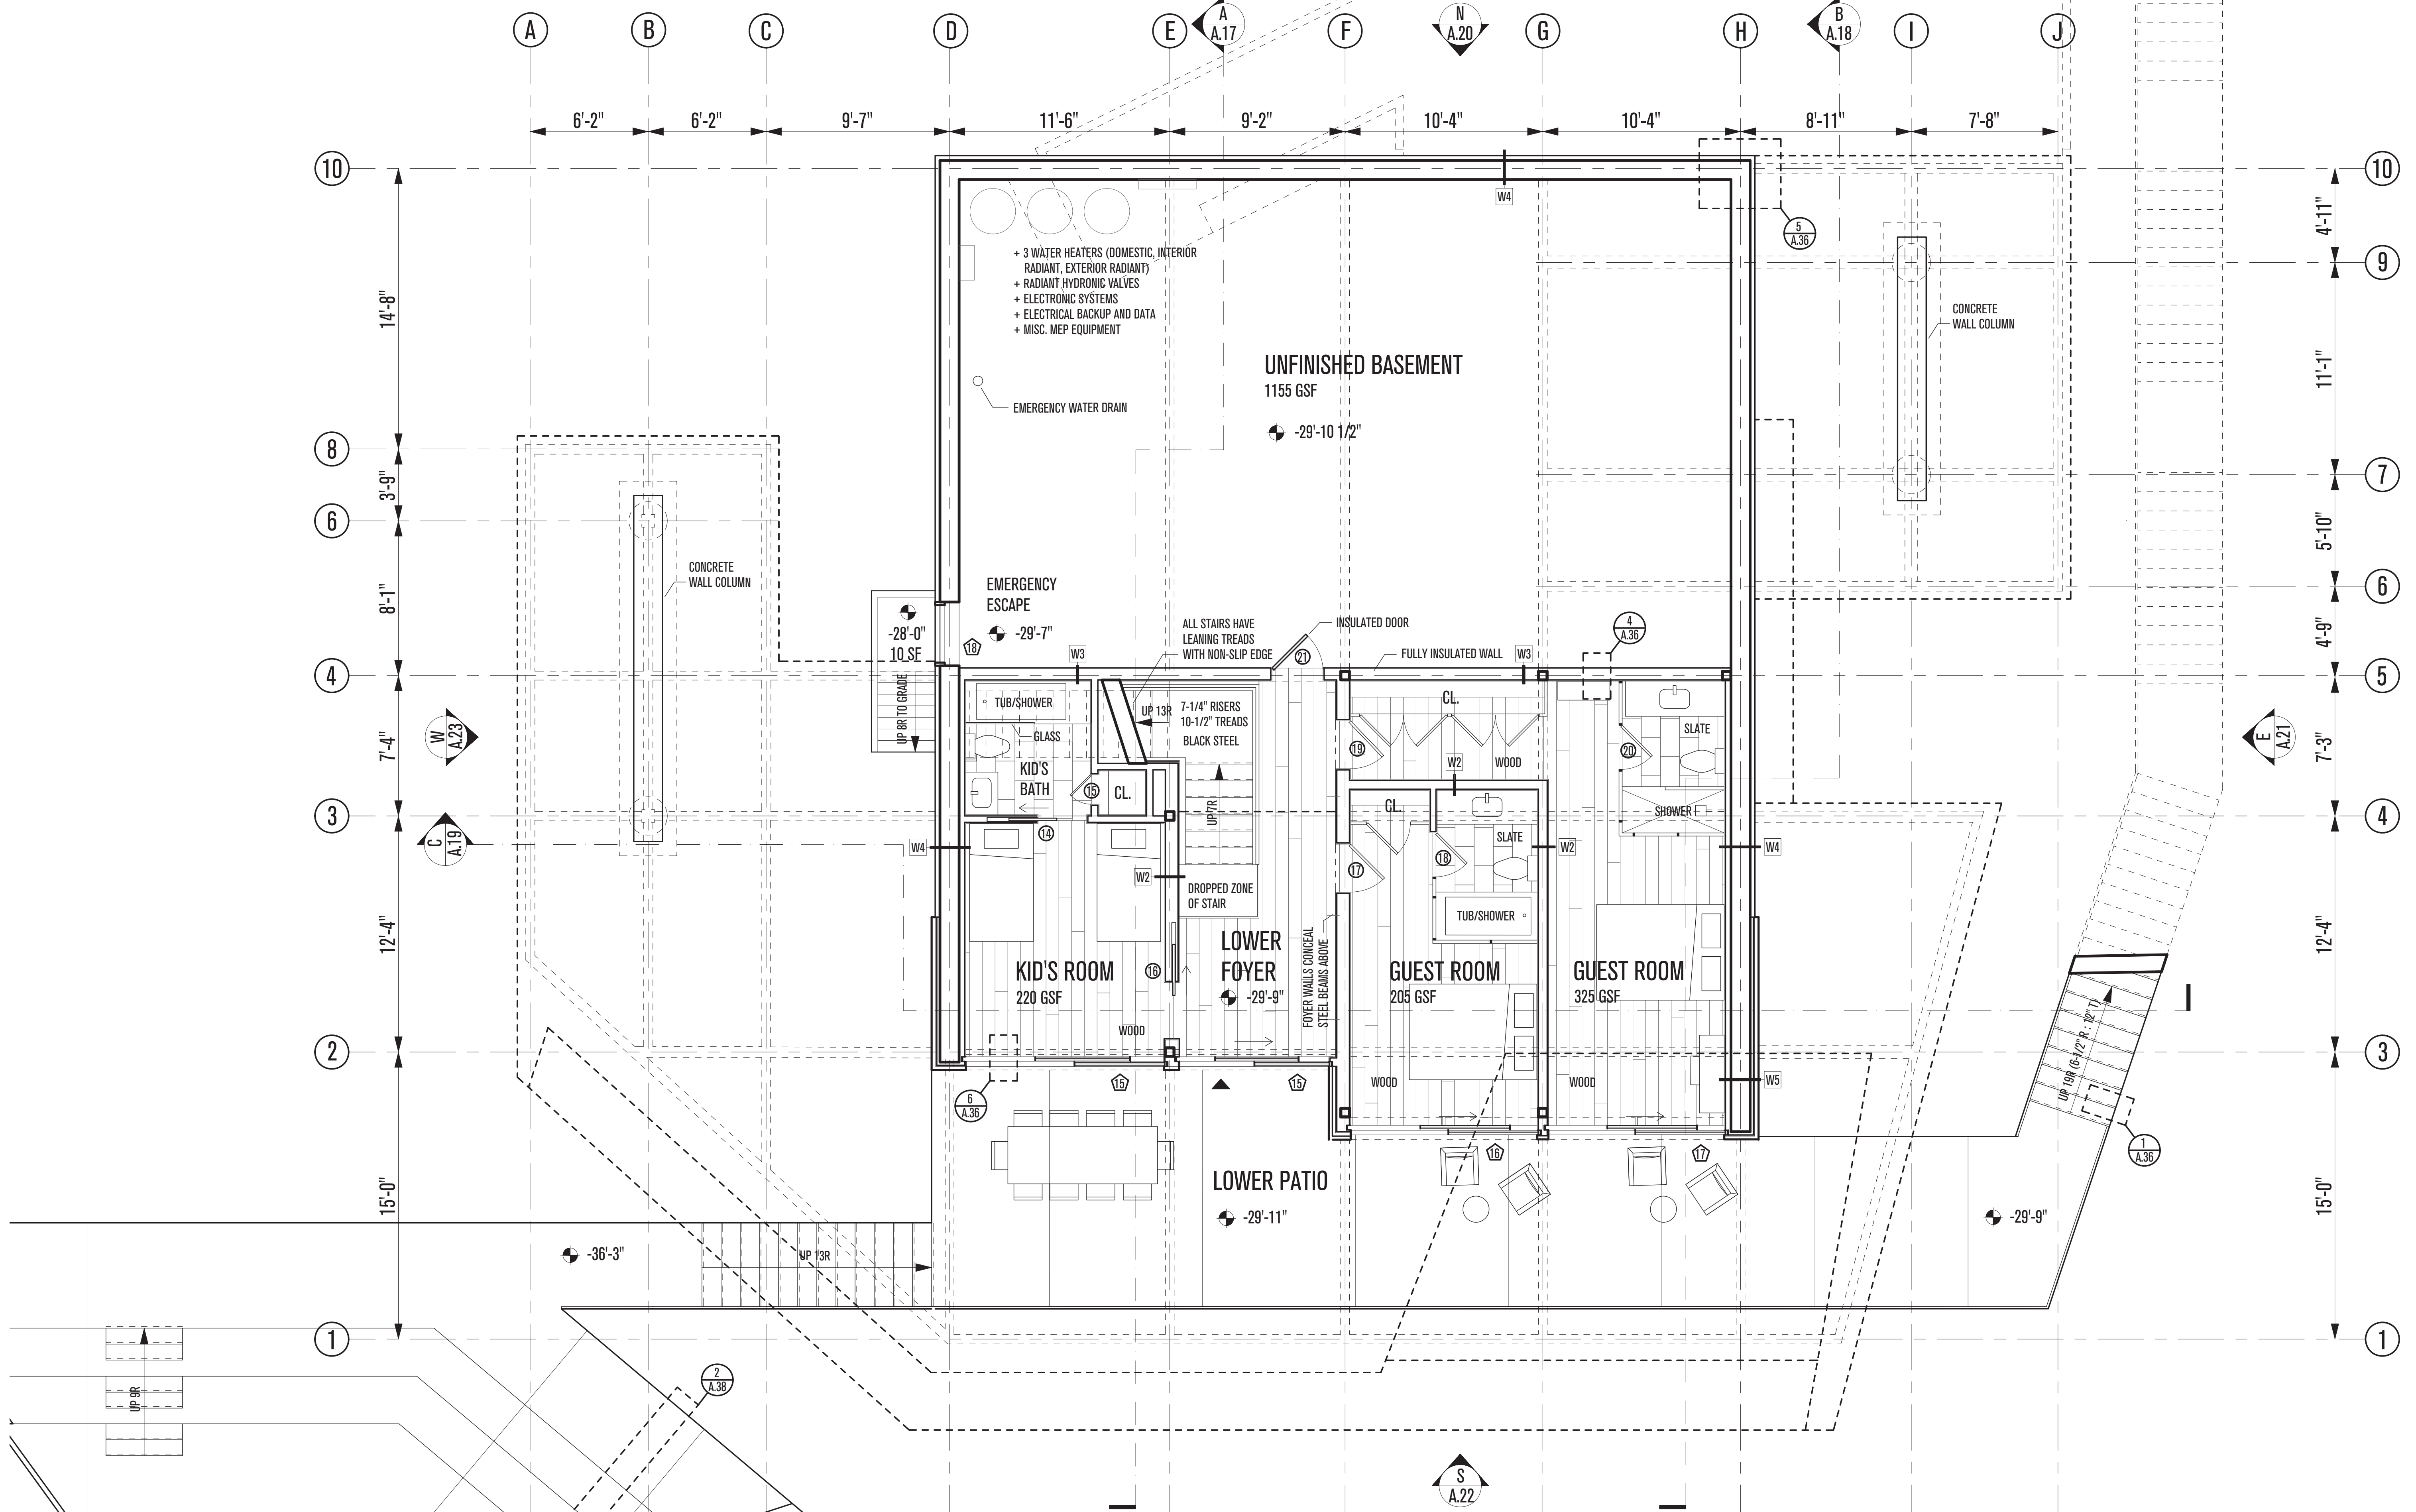 A
B
C
D
E
A
A.17
F
N
A.20
G
H
B
A.18
I
J
6'-2"
6'-2"
9'-7"
11'-6"
9'-2"
10'-4"
10'-4"
8'-11"
7'-8"
10
10
W4
5
A.36
4'-11"
14'-8"
+ 3 WATER HEATERS (DOMESTIC, INTERIOR
RADIANT, EXTERIOR RADIANT)
+ RADIANT HYDRONIC VALVES
+ ELECTRONIC SYSTEMS
+ ELECTRICAL BACKUP AND DATA
+ MISC. MEP EQUIPMENT
9
CONCRETE
WALL COLUMN
UNFINISHED BASEMENT
1155 GSF
-29'-10 1/2"
11'-1"
EMERGENCY WATER DRAIN
8
3'-9"
7
6
5'-10"
CONCRETE
WALL COLUMN
8'-1"
EMERGENCY
ESCAPE
-29'-7"
-28'-0"
10 SF
18
6
ALL STAIRS HAVE
LEANING TREADS
WITH NON-SLIP EDGE
INSULATED DOOR
21
FULLY INSULATED WALL
W3
W3
4
A.36
4'-9"
4
5
UP 8R TO GRADE
TUB/SHOWER
GLASS
UP 13R
7-1/4" RISERS
10-1/2" TREADS
BLACK STEEL
CL.
SLATE
W
A.23
7'-4"
19
20
E
A.21
7'-3"
KID'S
BATH
15
CL.
W2
WOOD
UP 7R
CL.
SHOWER
3
4
14
C
A.19
W4
SLATE
W2
W4
18
17
W2
DROPPED ZONE
OF STAIR
TUB/SHOWER
12'-4"
12'-4"
LOWER
FOYER
-29'-9"
FOYER WALLS CONCEAL
STEEL BEAMS ABOVE
KID'S ROOM
220 GSF
16
GUEST ROOM
205 GSF
GUEST ROOM
325 GSF
WOOD
UP 19R (6-1/2" R : 12" T)
2
3
15
15
WOOD
WOOD
W5
6
A.36
16
17
1
A.36
15'-0"
LOWER PATIO
-29'-11"
-29'-9"
15'-0"
-36'-3"
UP 13R
1
1
2
A.38
UP 9R
S
A.22